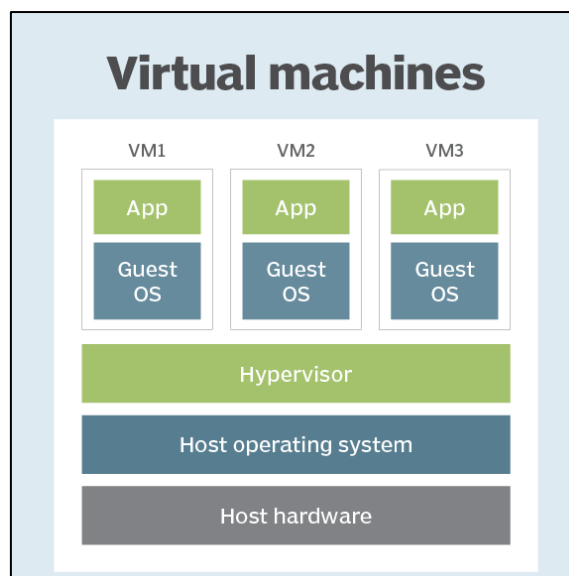 Virtual machines
VM1 VM2 VM3
App App App
Guest Guest Guest
OS OS OS
Hypervisor
Host operating system
Host hardware